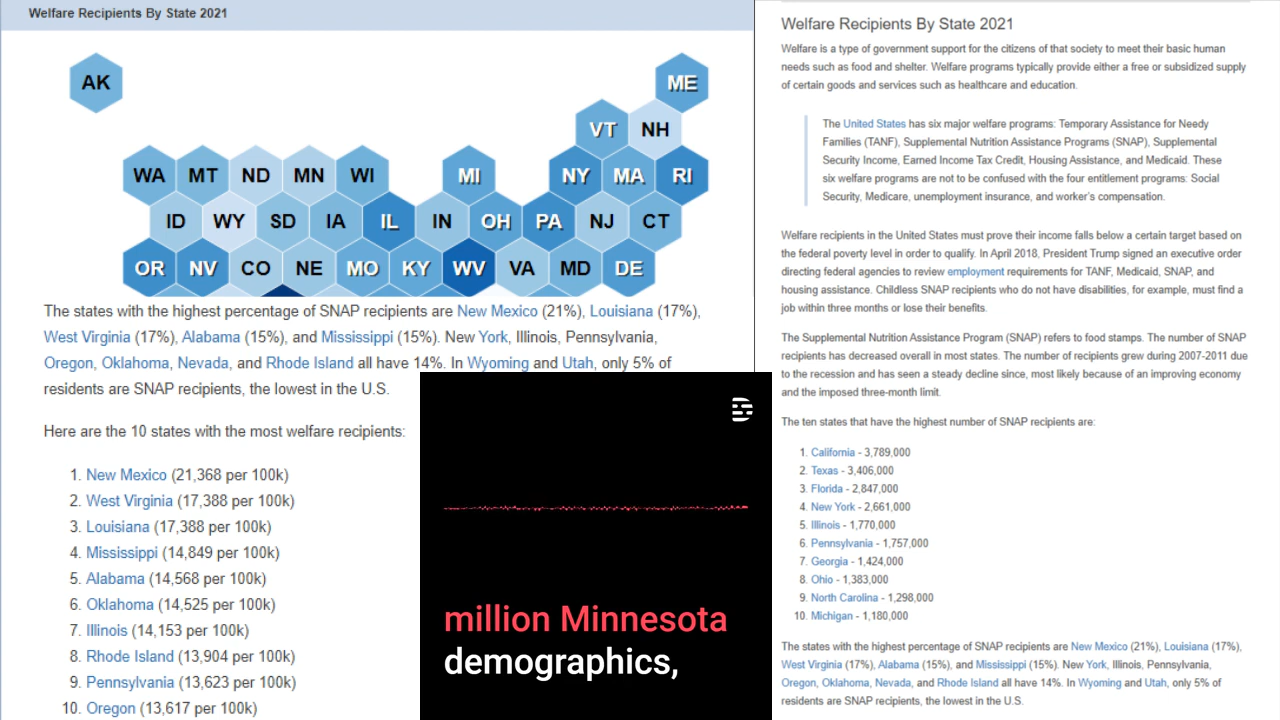 Welfare Recipients By State 2021
AK
ME
VT NH
WA MT ND MN WI MI NY MA RI
ID WY SD IA IL IN OH PA NJ CT
OR NV CO NE MO KY WV VA MD DE
The states with the highest percentage of SNAP recipients are New Mexico (21%), Louisiana (17%),
West Virginia (17%), Alabama (15%), and Mississippi (15%). New York, Illinois, Pennsylvania,
Oregon, Oklahoma, Nevada, and Rhode Island all have 14%. In Wyoming and Utah, only 5% of
residents are SNAP recipients, the lowest in the U.S.
Here are the 10 states with the most welfare recipients:
1. New Mexico (21,368 per 100k)
2. West Virginia (17,388 per 100k)
3. Louisiana (17,388 per 100k)
4. Mississippi (14,849 per 100k)
5. Alabama (14,568 per 100k)
6. Oklahoma (14,525 per 100k)
7. Illinois (14,153 per 100k)
8. Rhode Island (13,904 per 100k)
9. Pennsylvania (13,623 per 100k)
10. Oregon (13,617 per 100k)
million Minnesota
demographics,
Welfare Recipients By State 2021
Welfare is a type of government support for the citizens of that society to meet their basic human
needs such as food and shelter. Welfare programs typically provide either a free or subsidized supply
of certain goods and services such as healthcare and education.
The United States has six major welfare programs: Temporary Assistance for Needy
Families (TANF), Supplemental Nutrition Assistance Programs (SNAP), Supplemental
Security Income, Earned Income Tax Credit, Housing Assistance, and Medicaid. These
six welfare programs are not to be confused with the four entitlement programs: Social
Security, Medicare, unemployment insurance, and worker's compensation.
Welfare recipients in the United States must prove their income falls below a certain target based on
the federal poverty level in order to qualify. In April 2018, President Trump signed an executive order
directing federal agencies to review employment requirements for TANF, Medicaid, SNAP, and
housing assistance. Childless SNAP recipients who do not have disabilities, for example, must find a
job within three months or lose their benefits.
The Supplemental Nutrition Assistance Program (SNAP) refers to food stamps. The number of SNAP
recipients has decreased overall in most states. The number of recipients grew during 2007-2011 due
to the recession and has seen a steady decline since, most likely because of an improving economy
and the imposed three-month limit.
The ten states that have the highest number of SNAP recipients are:
1. California - 3,789,000
2. Texas - 3,406,000
3. Florida - 2,847,000
4. New York - 2,661,000
5. Illinois - 1,770,000
6. Pennsylvania - 1,757,000
7. Georgia - 1,424,000
8. Ohio - 1,383,000
9. North Carolina - 1,298,000
10. Michigan - 1,180,000
The states with the highest percentage of SNAP recipients are New Mexico (21%), Louisiana (17%),
West Virginia (17%), Alabama (15%), and Mississippi (15%). New York, Illinois, Pennsylvania,
Oregon, Oklahoma, Nevada, and Rhode Island all have 14%. In Wyoming and Utah, only 5% of
residents are SNAP recipients, the lowest in the U.S.